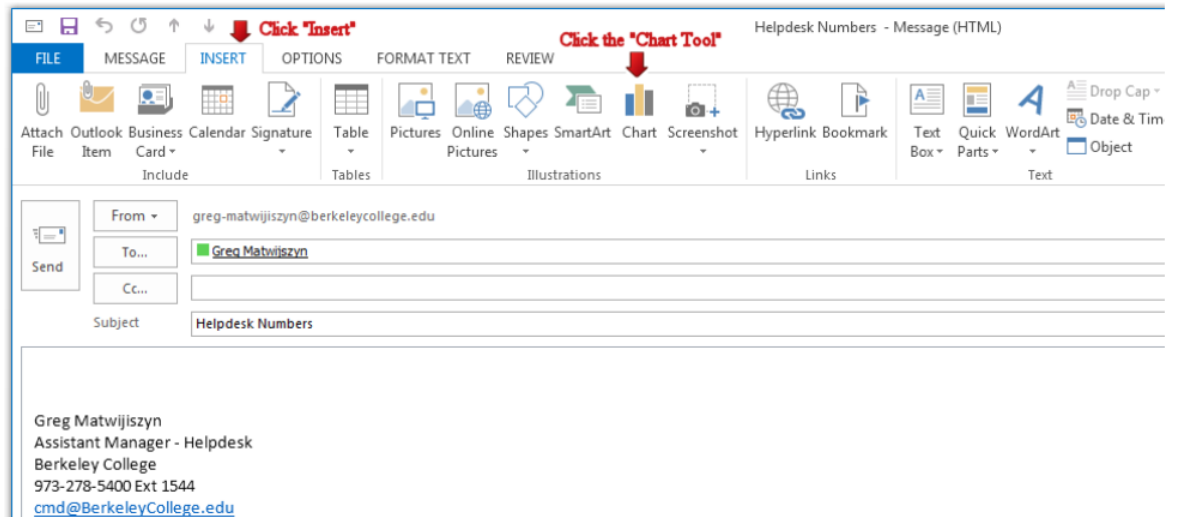 Click "Insert"
Helpdesk Numbers - Message (HTML)
Click the "Chart Tool"
FILE MESSAGE INSERT OPTIONS FORMAT TEXT REVIEW
Attach File
Outlook Item
Business Card
Calendar
Signature
Table
Pictures
Online Pictures
Shapes
SmartArt
Chart
Screenshot
Hyperlink
Bookmark
Text Box
Quick Parts
WordArt
Drop Cap
Date & Tim
Object
Include Tables Illustrations Links Text
Send
From greg-matwijiszyn@berkeleycollege.edu
To... Greg Matwijszyn
Cc...
Subject Helpdesk Numbers
Greg Matwijiszyn
Assistant Manager - Helpdesk
Berkeley College
973-278-5400 Ext 1544
cmd@BerkeleyCollege.edu